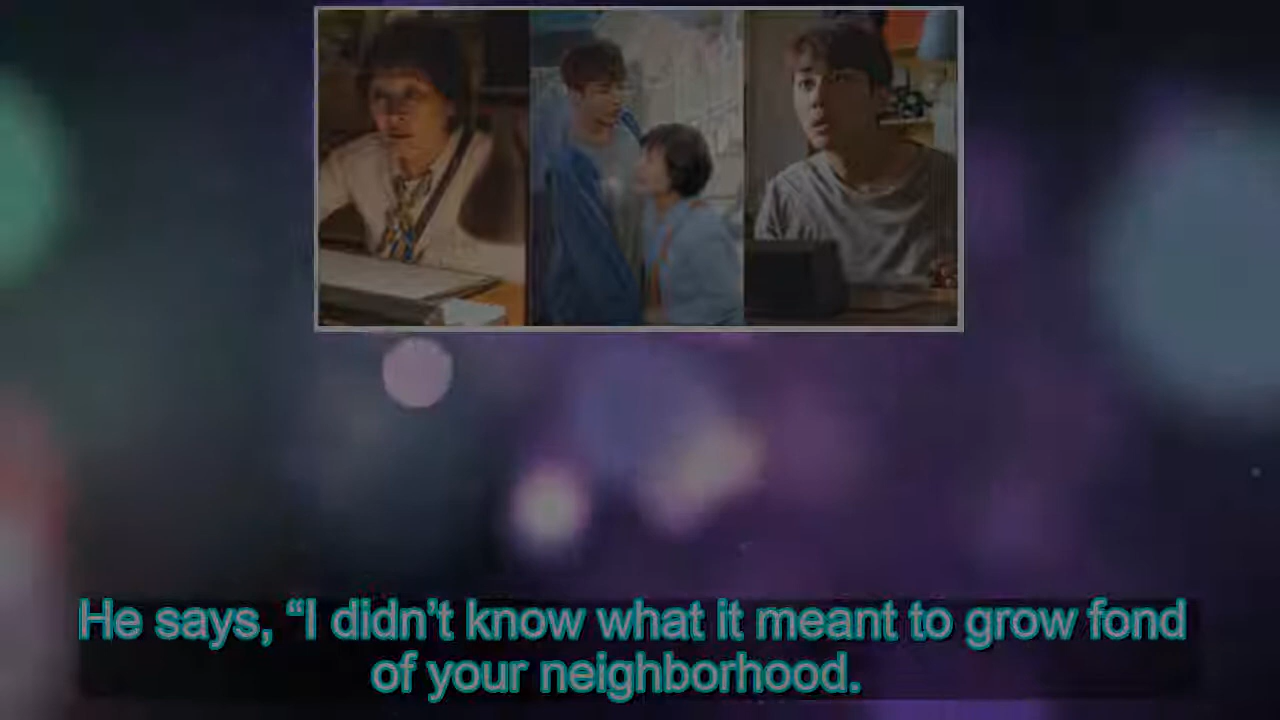 He says, “I didn’t know what it meant to grow fond
of your neighborhood.